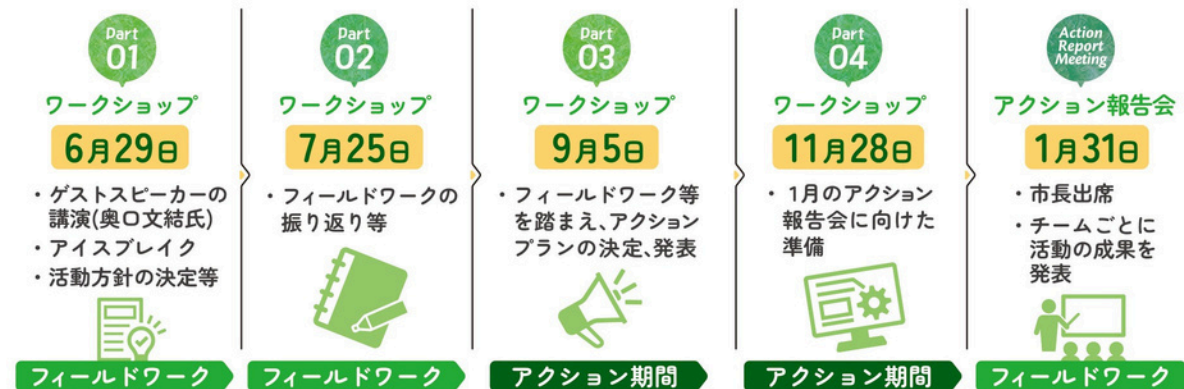 Part
01
ワークショップ
6月29日
・ゲストスピーカーの
講演(奥口文結氏)
・アイスブレイク
・活動方針の決定等
フィールドワーク
Part
02
ワークショップ
7月25日
・フィールドワークの
振り返り等
フィールドワーク
Part
03
ワークショップ
9月5日
・フィールドワーク等
を踏まえ、アクション
プランの決定、発表
アクション期間
Part
04
ワークショップ
11月28日
・1月のアクション
報告会に向けた
準備
アクション期間
Action
Report
Meeting
アクション報告会
1月31日
・市長出席
・チームごとに
活動の成果を
発表
フィールドワーク